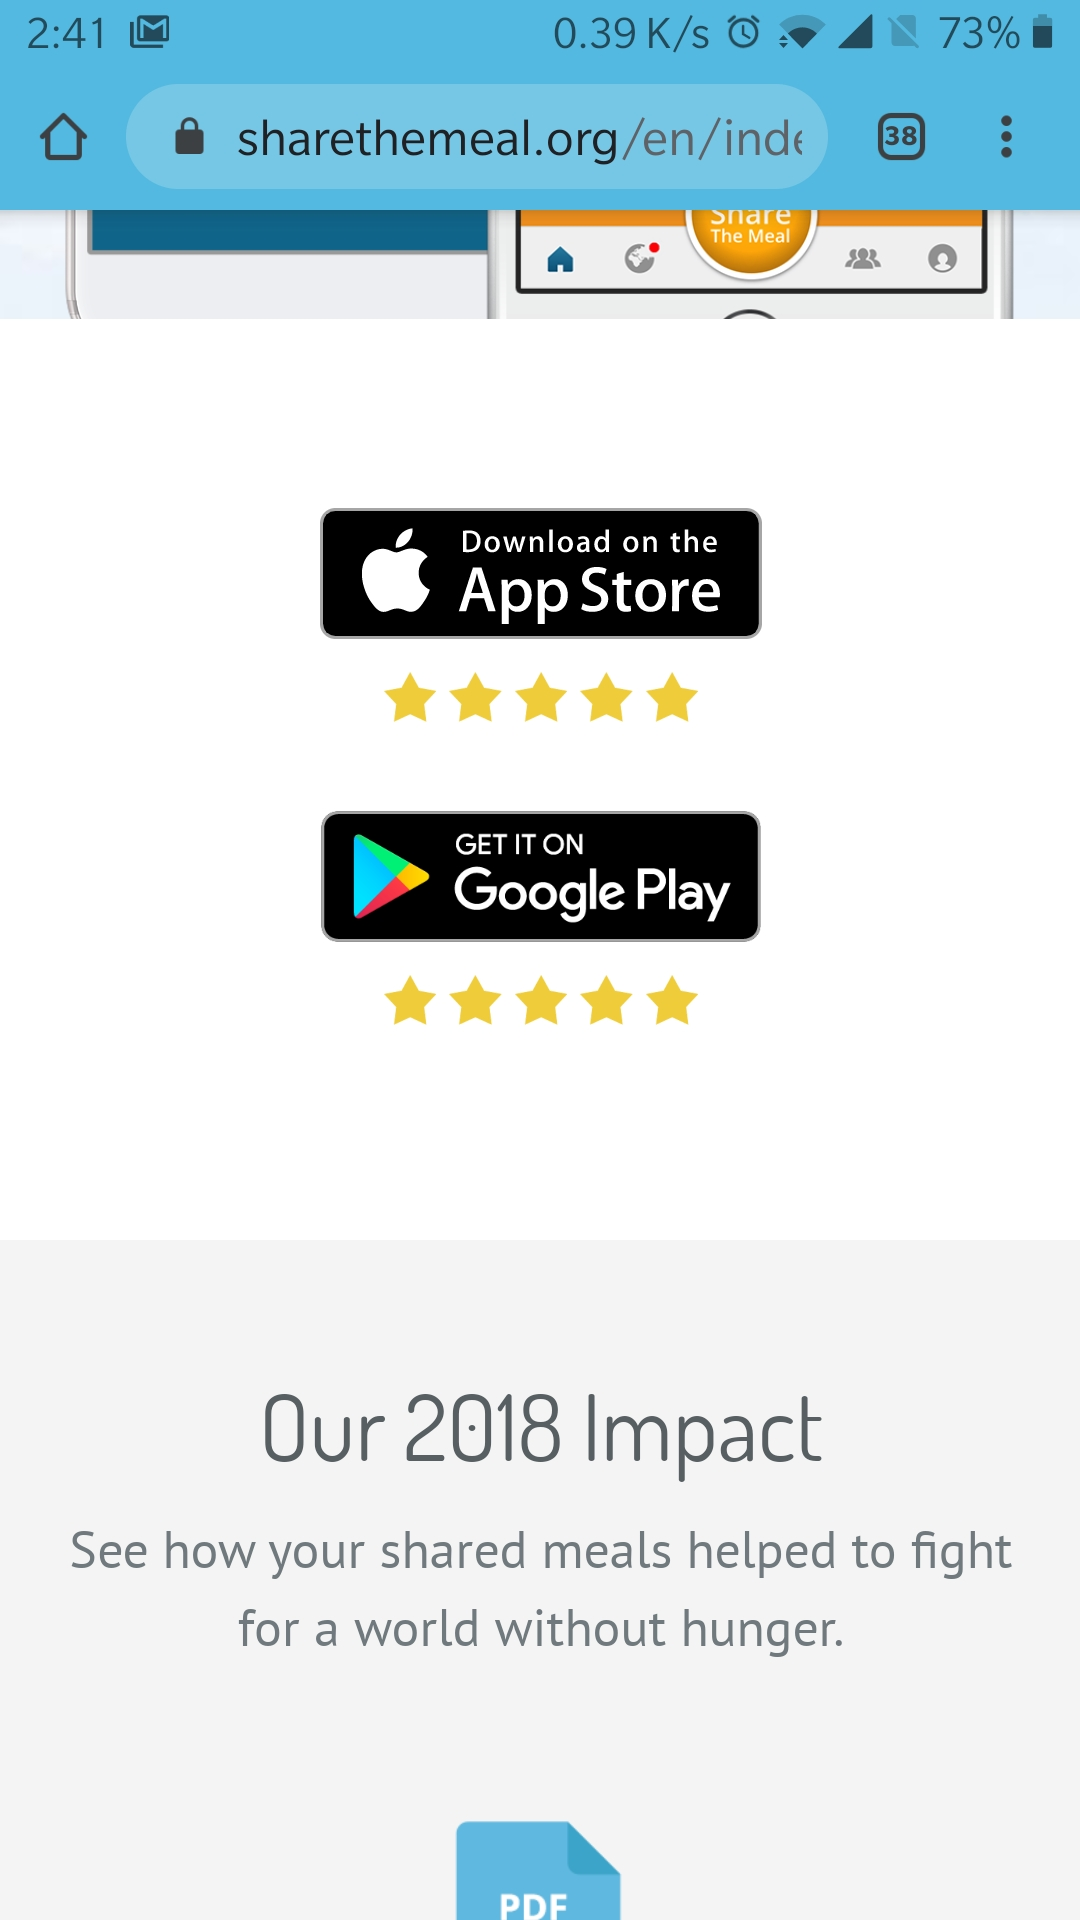 2:41 0.39 K/s 73%
sharethemeal.org/en/inde 38
Share
The Meal
Download on the
App Store
GET IT ON
Google Play
Our 2018 Impact
See how your shared meals helped to fight
for a world without hunger.
PDF